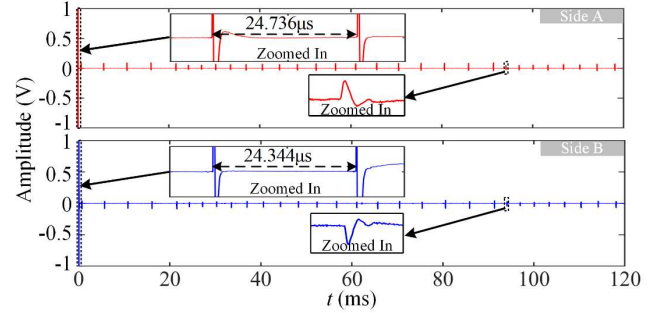 1
0.5
0
-0.5
-1
Side A
24.736μs
Zoomed In
Zoomed In
Amplitude (V)
1
0.5
0
-0.5
-1
Side B
24.344μs
Zoomed In
Zoomed In
0 20 40 60 80 100 120
t (ms)